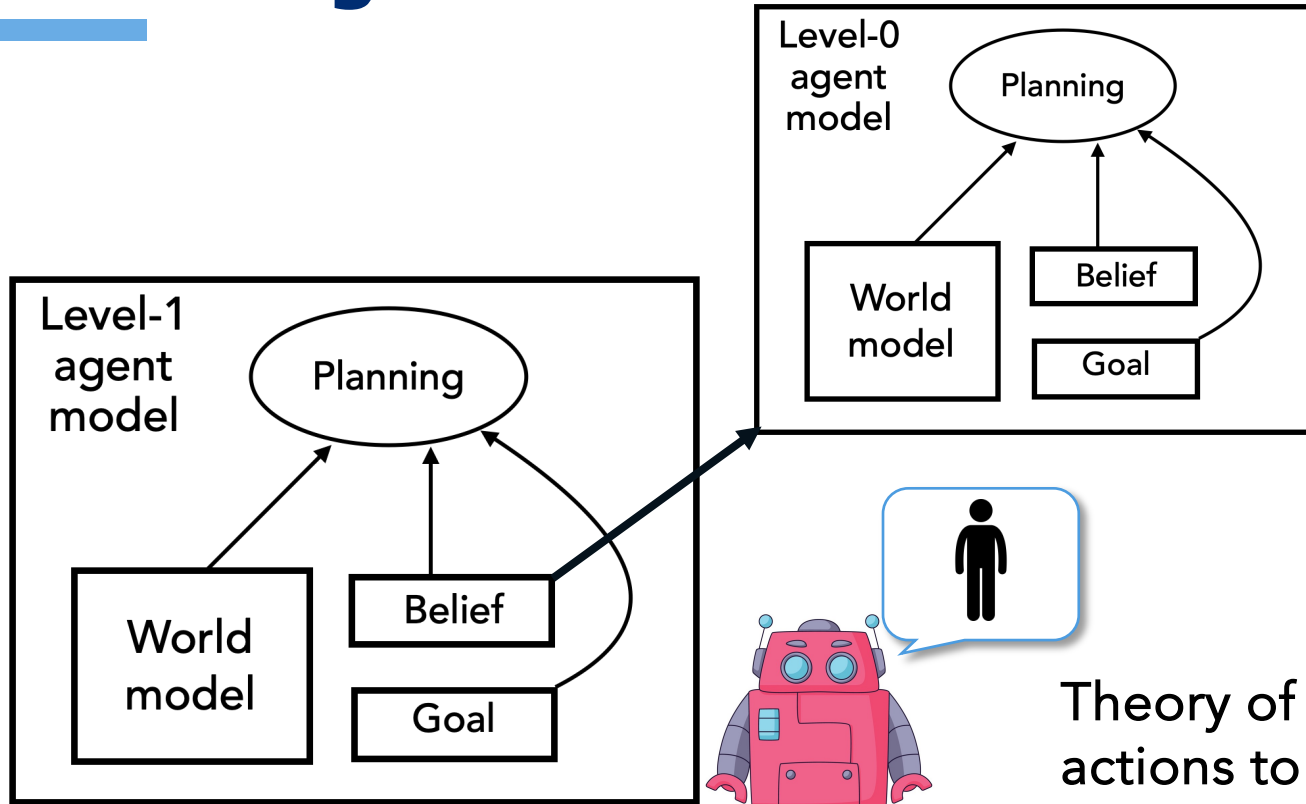 Level-0
agent
model
Planning
World
model
Belief
Goal
Level-1
agent
model
Planning
World
model
Belief
Goal
Theory of
actions to